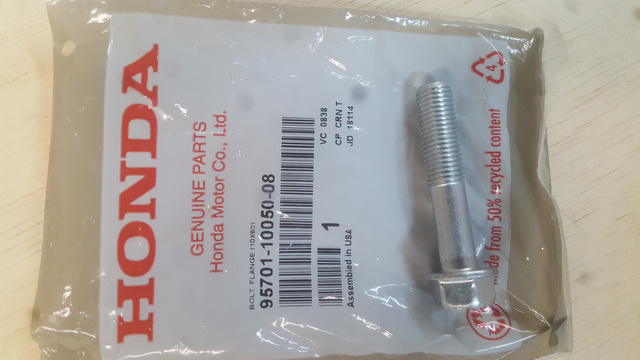 HONDA
GENUINE PARTS
Honda Motor Co., Ltd.
BOLT, FLANGE (10X50)
95701-10050-08
1
Assembled in USA
VC 0838
CP CRN T
JD 18114
4
made from 50% recycled content